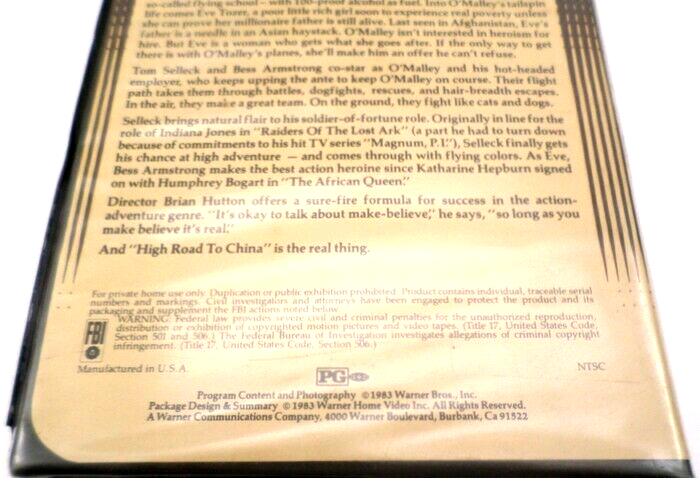 so-called flying school — with 100-proof alcohol as fuel. Into O'Malley's tailspin
life comes Eve Tozer, a poor little rich girl soon to experience real poverty unless
she can prove her millionaire father is still alive. Last seen in Afghanistan, Eve's
father is a needle in an Asian haystack. O'Malley isn't interested in heroism for
hire. But Eve is a woman who gets what she goes after. If the only way to get
there is with O'Malley's planes, she'll make him an offer he can't refuse.
Tom Selleck and Bess Armstrong co-star as O'Malley and his hot-headed
employer, who keeps upping the ante to keep O'Malley on course. Their flight
path takes them through battles, dogfights, rescues, and hair-breadth escapes.
In the air, they make a great team. On the ground, they fight like cats and dogs.
Selleck brings natural flair to his soldier-of-fortune role. Originally in line for the
role of Indiana Jones in "Raiders Of The Lost Ark" (a part he had to turn down
because of commitments to his hit TV series "Magnum, P.I."), Selleck finally gets
his chance at high adventure — and comes through with flying colors. As Eve,
Bess Armstrong makes the best action heroine since Katharine Hepburn signed
on with Humphrey Bogart in "The African Queen."
Director Brian Hutton offers a sure-fire formula for success in the action-
adventure genre. "It's okay to talk about make-believe," he says, "so long as you
make believe it's real."
And "High Road To China" is the real thing.
For private home use only. Duplication or public exhibition prohibited. Product contains individual, traceable serial
numbers and markings. Civil investigators and attorneys have been engaged to protect the product and its
packaging and supplement the FBI actions noted below.
FBI
WARNING: Federal law provides severe civil and criminal penalties for the unauthorized reproduction,
distribution or exhibition of copyrighted motion pictures and video tapes. (Title 17, United States Code,
Section 501 and 506.) The Federal Bureau of Investigation investigates allegations of criminal copyright
infringement. (Title 17, United States Code, Section 506.)
Manufactured in U.S.A.
PG
NTSC
Program Content and Photography © 1983 Warner Bros., Inc.
Package Design & Summary © 1983 Warner Home Video Inc. All Rights Reserved.
A Warner Communications Company, 4000 Warner Boulevard, Burbank, Ca 91522